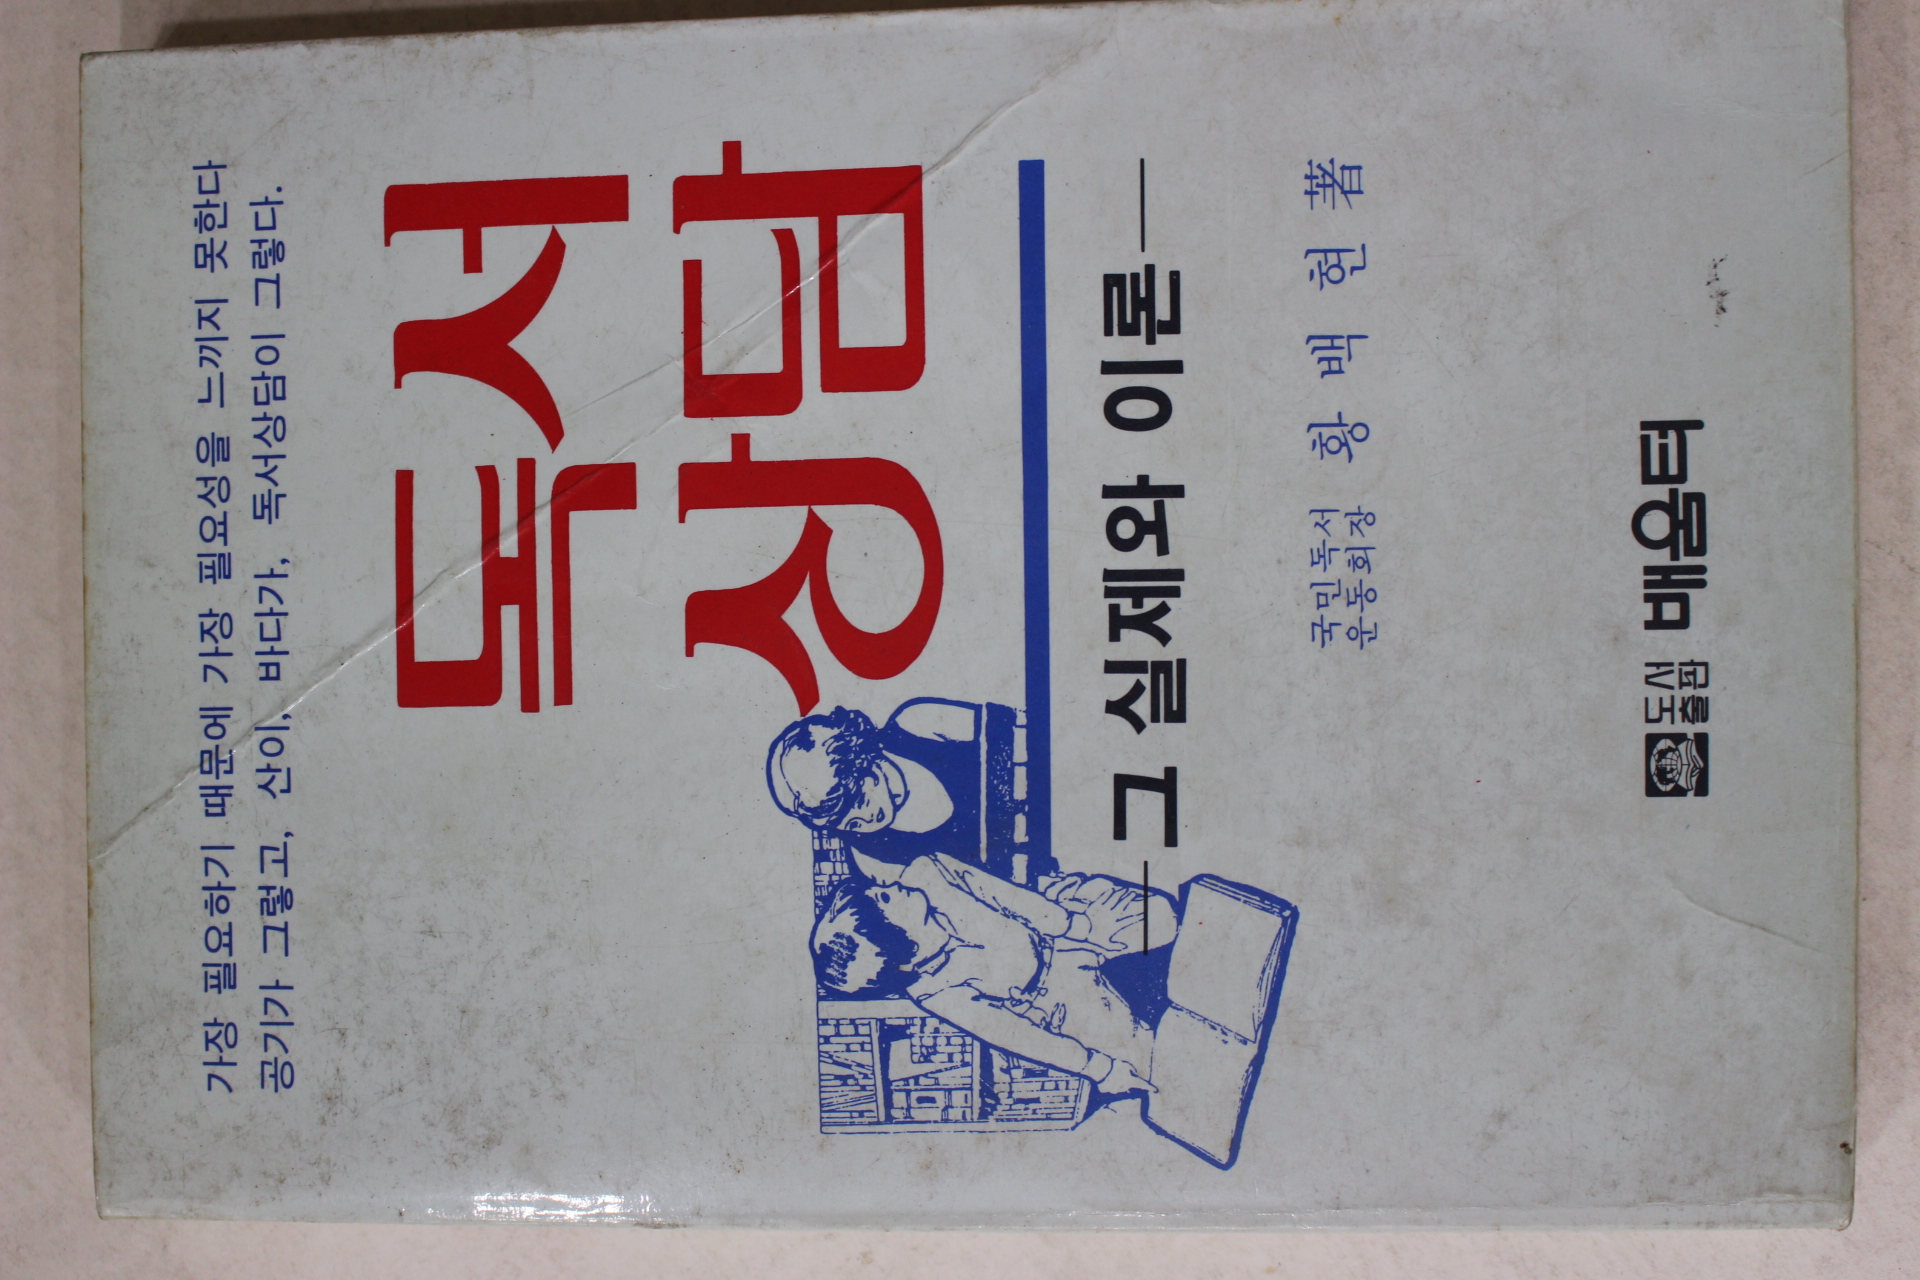 가장 필요하기 때문에 가장 필요성을 느끼지 못한다
공기가 그렇고, 산이, 바다가, 독서상담이 그렇다.
독서
상담
—그 실제와 이론—
국민독서
운동회장 황 백 현 著
도서
출판 배움터